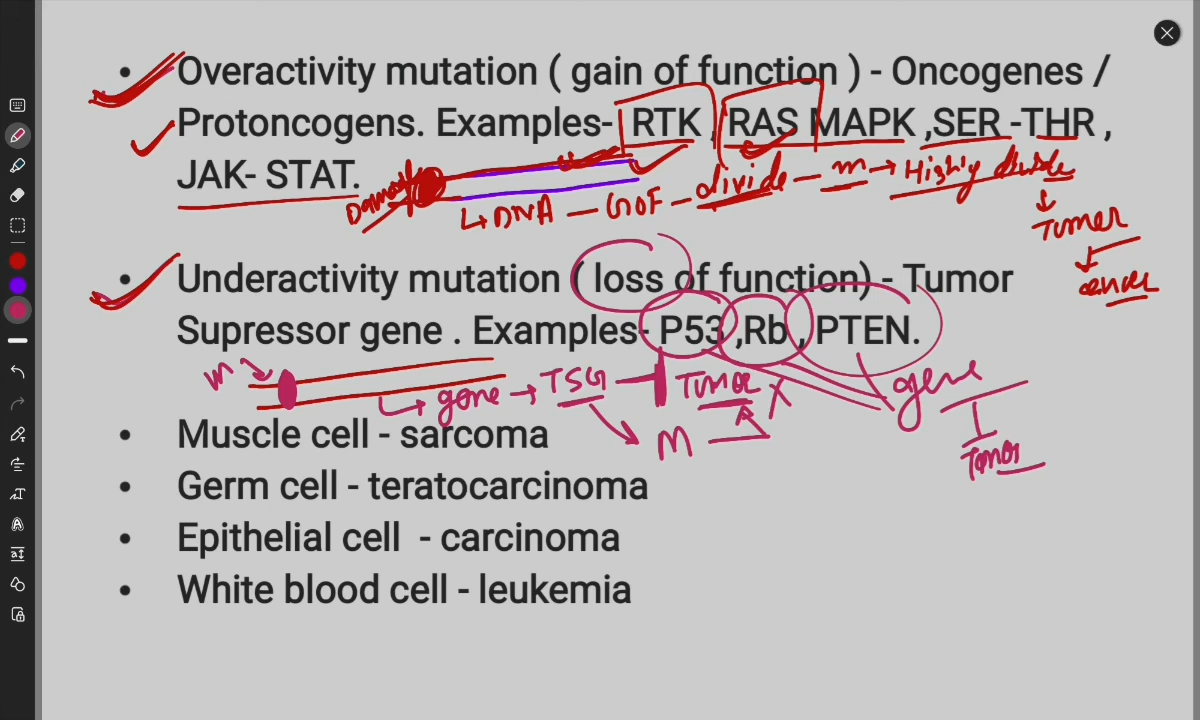 • Overactivity mutation ( gain of function ) - Oncogenes /
Protoncogens. Examples- RTK , RAS MAPK ,SER -THR ,
JAK- STAT.
Damage
↳ DNA — GOF — divide — m → Highly divide
↓
Tumer
cancer
• Underactivity mutation ( loss of function) - Tumor
Supressor gene . Examples- P53 ,Rb , PTEN.
m
gene → TSG Tumor X
M
gene
Tumor
• Muscle cell - sarcoma
• Germ cell - teratocarcinoma
• Epithelial cell - carcinoma
• White blood cell - leukemia